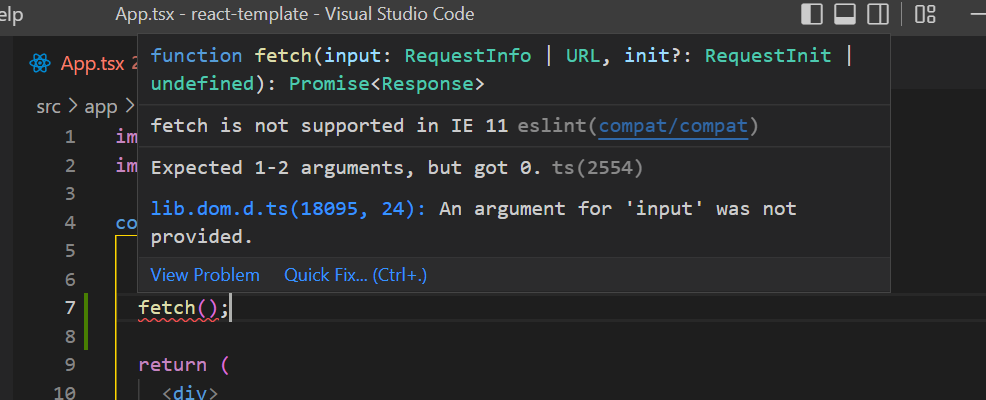 elp App.tsx - react-template - Visual Studio Code
App.tsx 2
function fetch(input: RequestInfo | URL, init?: RequestInit |
undefined): Promise<Response>
src > app >
fetch is not supported in IE 11 eslint(compat/compat)
1 im
2 im
Expected 1-2 arguments, but got 0. ts(2554)
3
lib.dom.d.ts(18095, 24): An argument for 'input' was not
4 co
provided.
5
View Problem Quick Fix... (Ctrl+.)
6
7 fetch();
8
9 return (
10 <div>